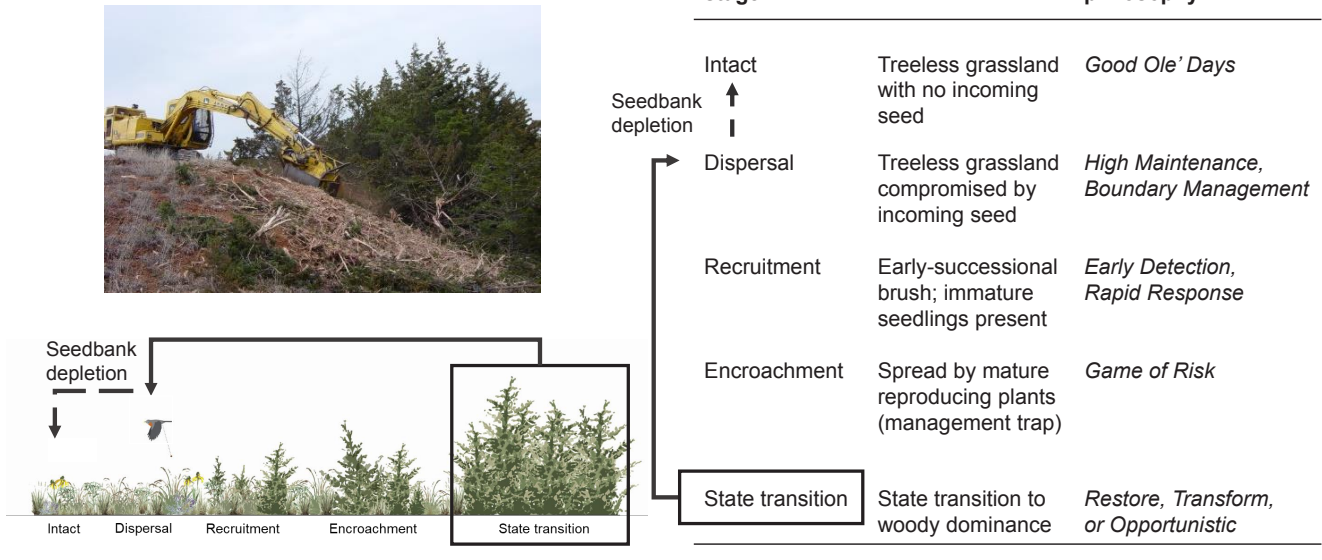 Intact
Treeless grassland
with no incoming
seed
Good Ole’ Days
Seedbank
depletion
Dispersal
Treeless grassland
compromised by
incoming seed
High Maintenance,
Boundary Management
Recruitment
Early-successional
brush; immature
seedlings present
Early Detection,
Rapid Response
Encroachment
Spread by mature
reproducing plants
(management trap)
Game of Risk
State transition
State transition to
woody dominance
Restore, Transform,
or Opportunistic
Seedbank
depletion
Intact
Dispersal
Recruitment
Encroachment
State transition